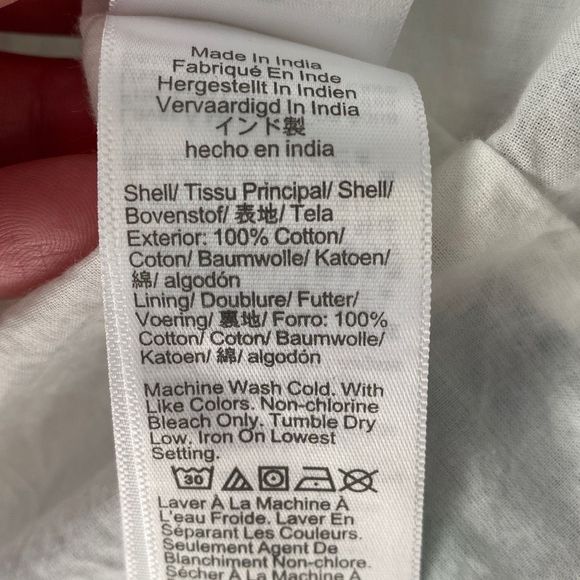 Made In India
Fabriqué En Inde
Hergestellt In Indien
Vervaardigd In India
インド製
hecho en india
Shell/ Tissu Principal/ Shell/
Bovenstof/ 表地/ Tela
Exterior: 100% Cotton/
Coton/ Baumwolle/ Katoen/
綿/ algodón
Lining/ Doublure/ Futter/
Voering/ 裏地/ Forro: 100%
Cotton/ Coton/ Baumwolle/
Katoen/ 綿/ algodón
Machine Wash Cold. With
Like Colors. Non-chlorine
Bleach Only. Tumble Dry
Low. Iron On Lowest
Setting.
30
Laver À La Machine À
L'eau Froide. Laver En
Séparant Les Couleurs.
Seulement Agent De
Blanchiment Non-chlore.
Sécher À La Machine À